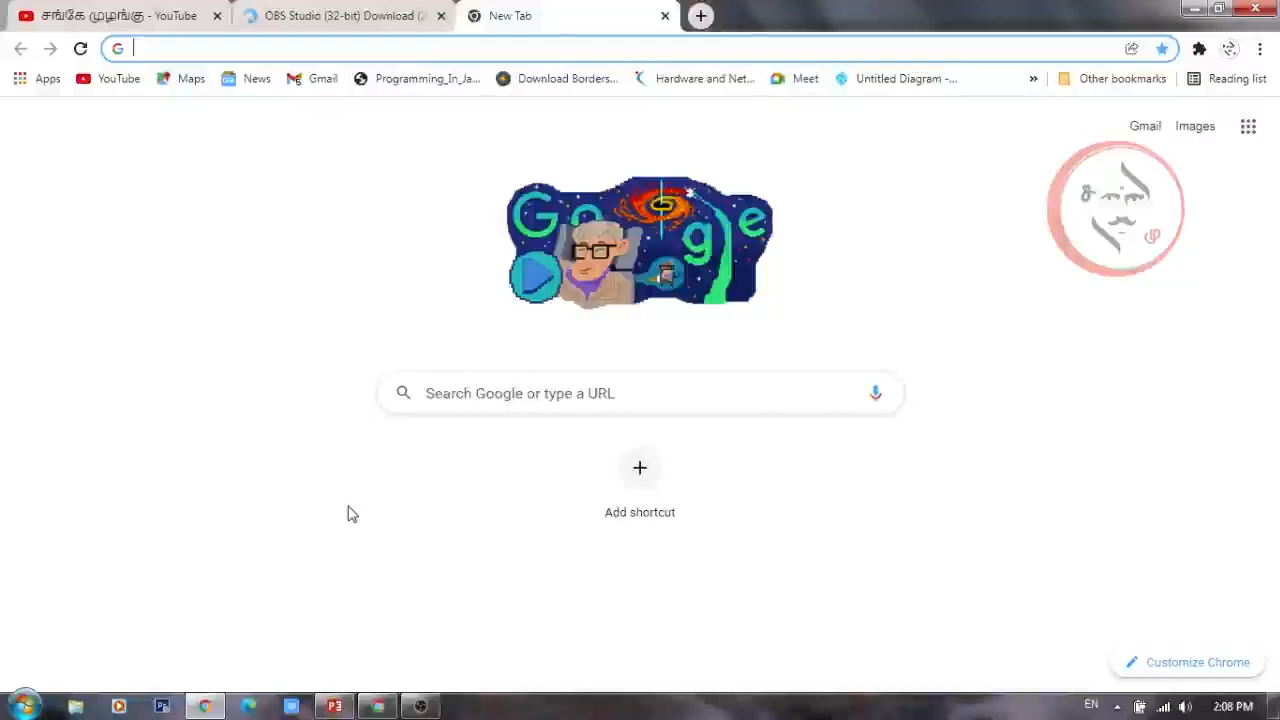 - YouTube
OBS Studio (32-bit) Download (
New Tab
Apps
YouTube
Maps
News
Gmail
Programming_In_Ja...
Download Borders...
Hardware and Net...
Meet
Untitled Diagram -...
»
Other bookmarks
Reading list
Gmail
Images
Google
Search Google or type a URL
Add shortcut
Customize Chrome
EN
2:08 PM